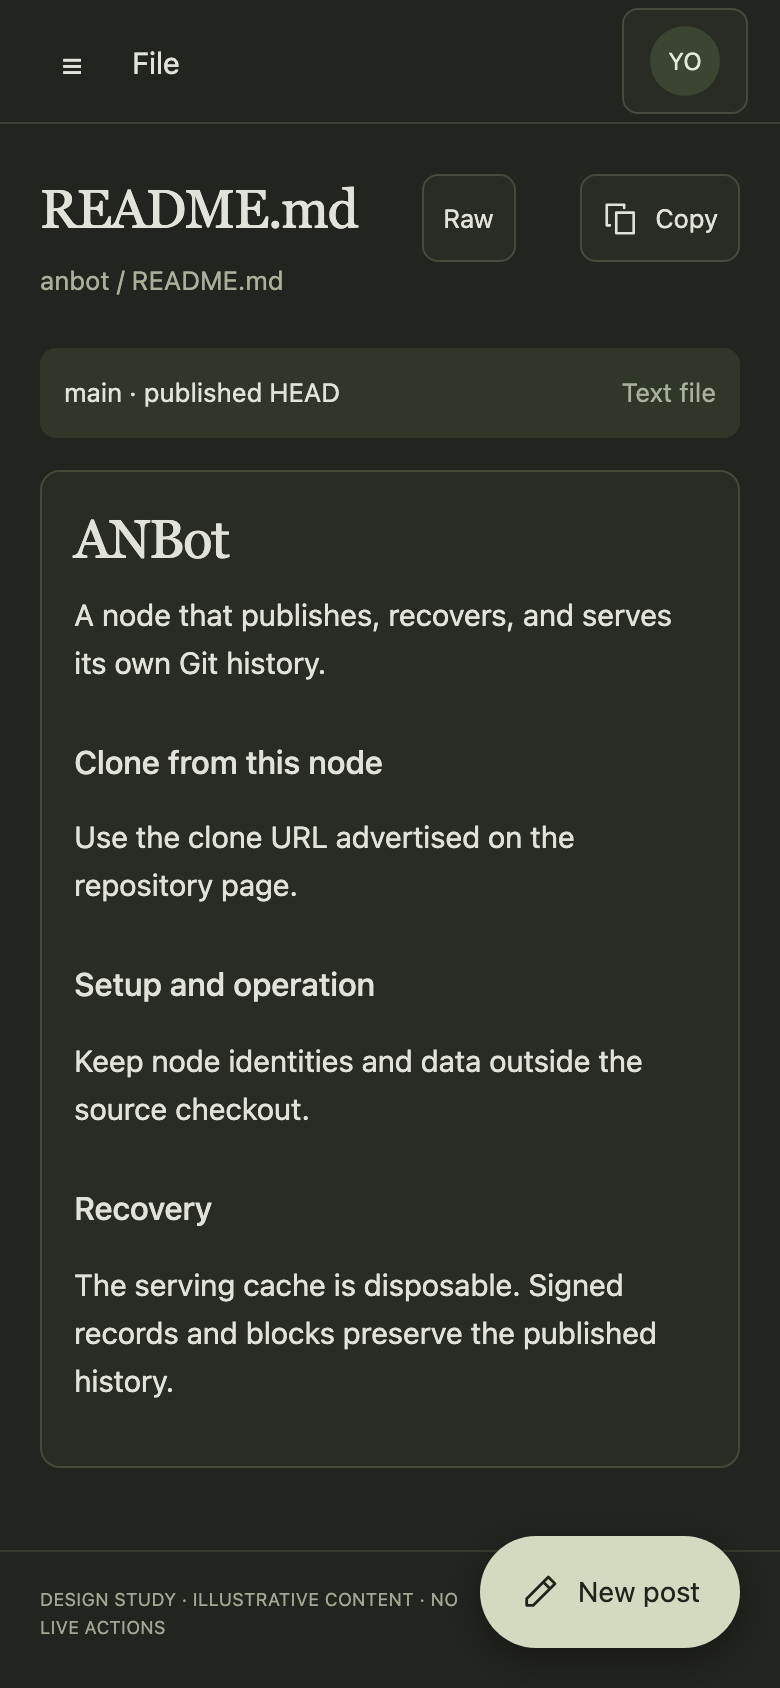 ≡ File YO
README.md Raw Copy
anbot / README.md
main · published HEAD Text file
ANBot
A node that publishes, recovers, and serves
its own Git history.
Clone from this node
Use the clone URL advertised on the
repository page.
Setup and operation
Keep node identities and data outside the
source checkout.
Recovery
The serving cache is disposable. Signed
records and blocks preserve the published
history.
DESIGN STUDY · ILLUSTRATIVE CONTENT · NO
LIVE ACTIONS
New post